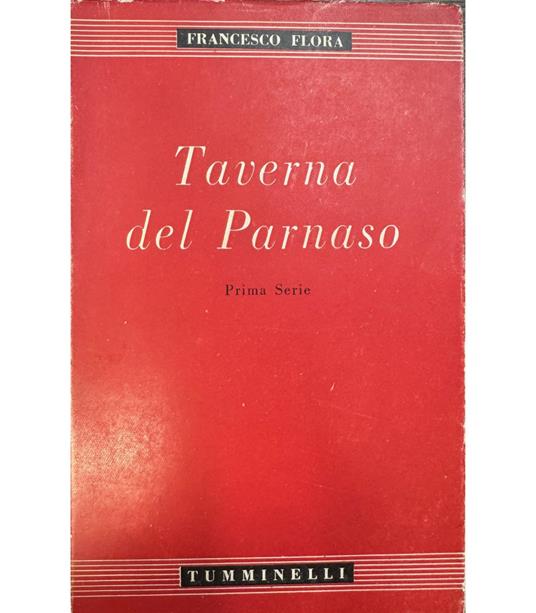 FRANCESCO FLORA
Taverna
del Parnaso
Prima Serie
TUMMINELLI